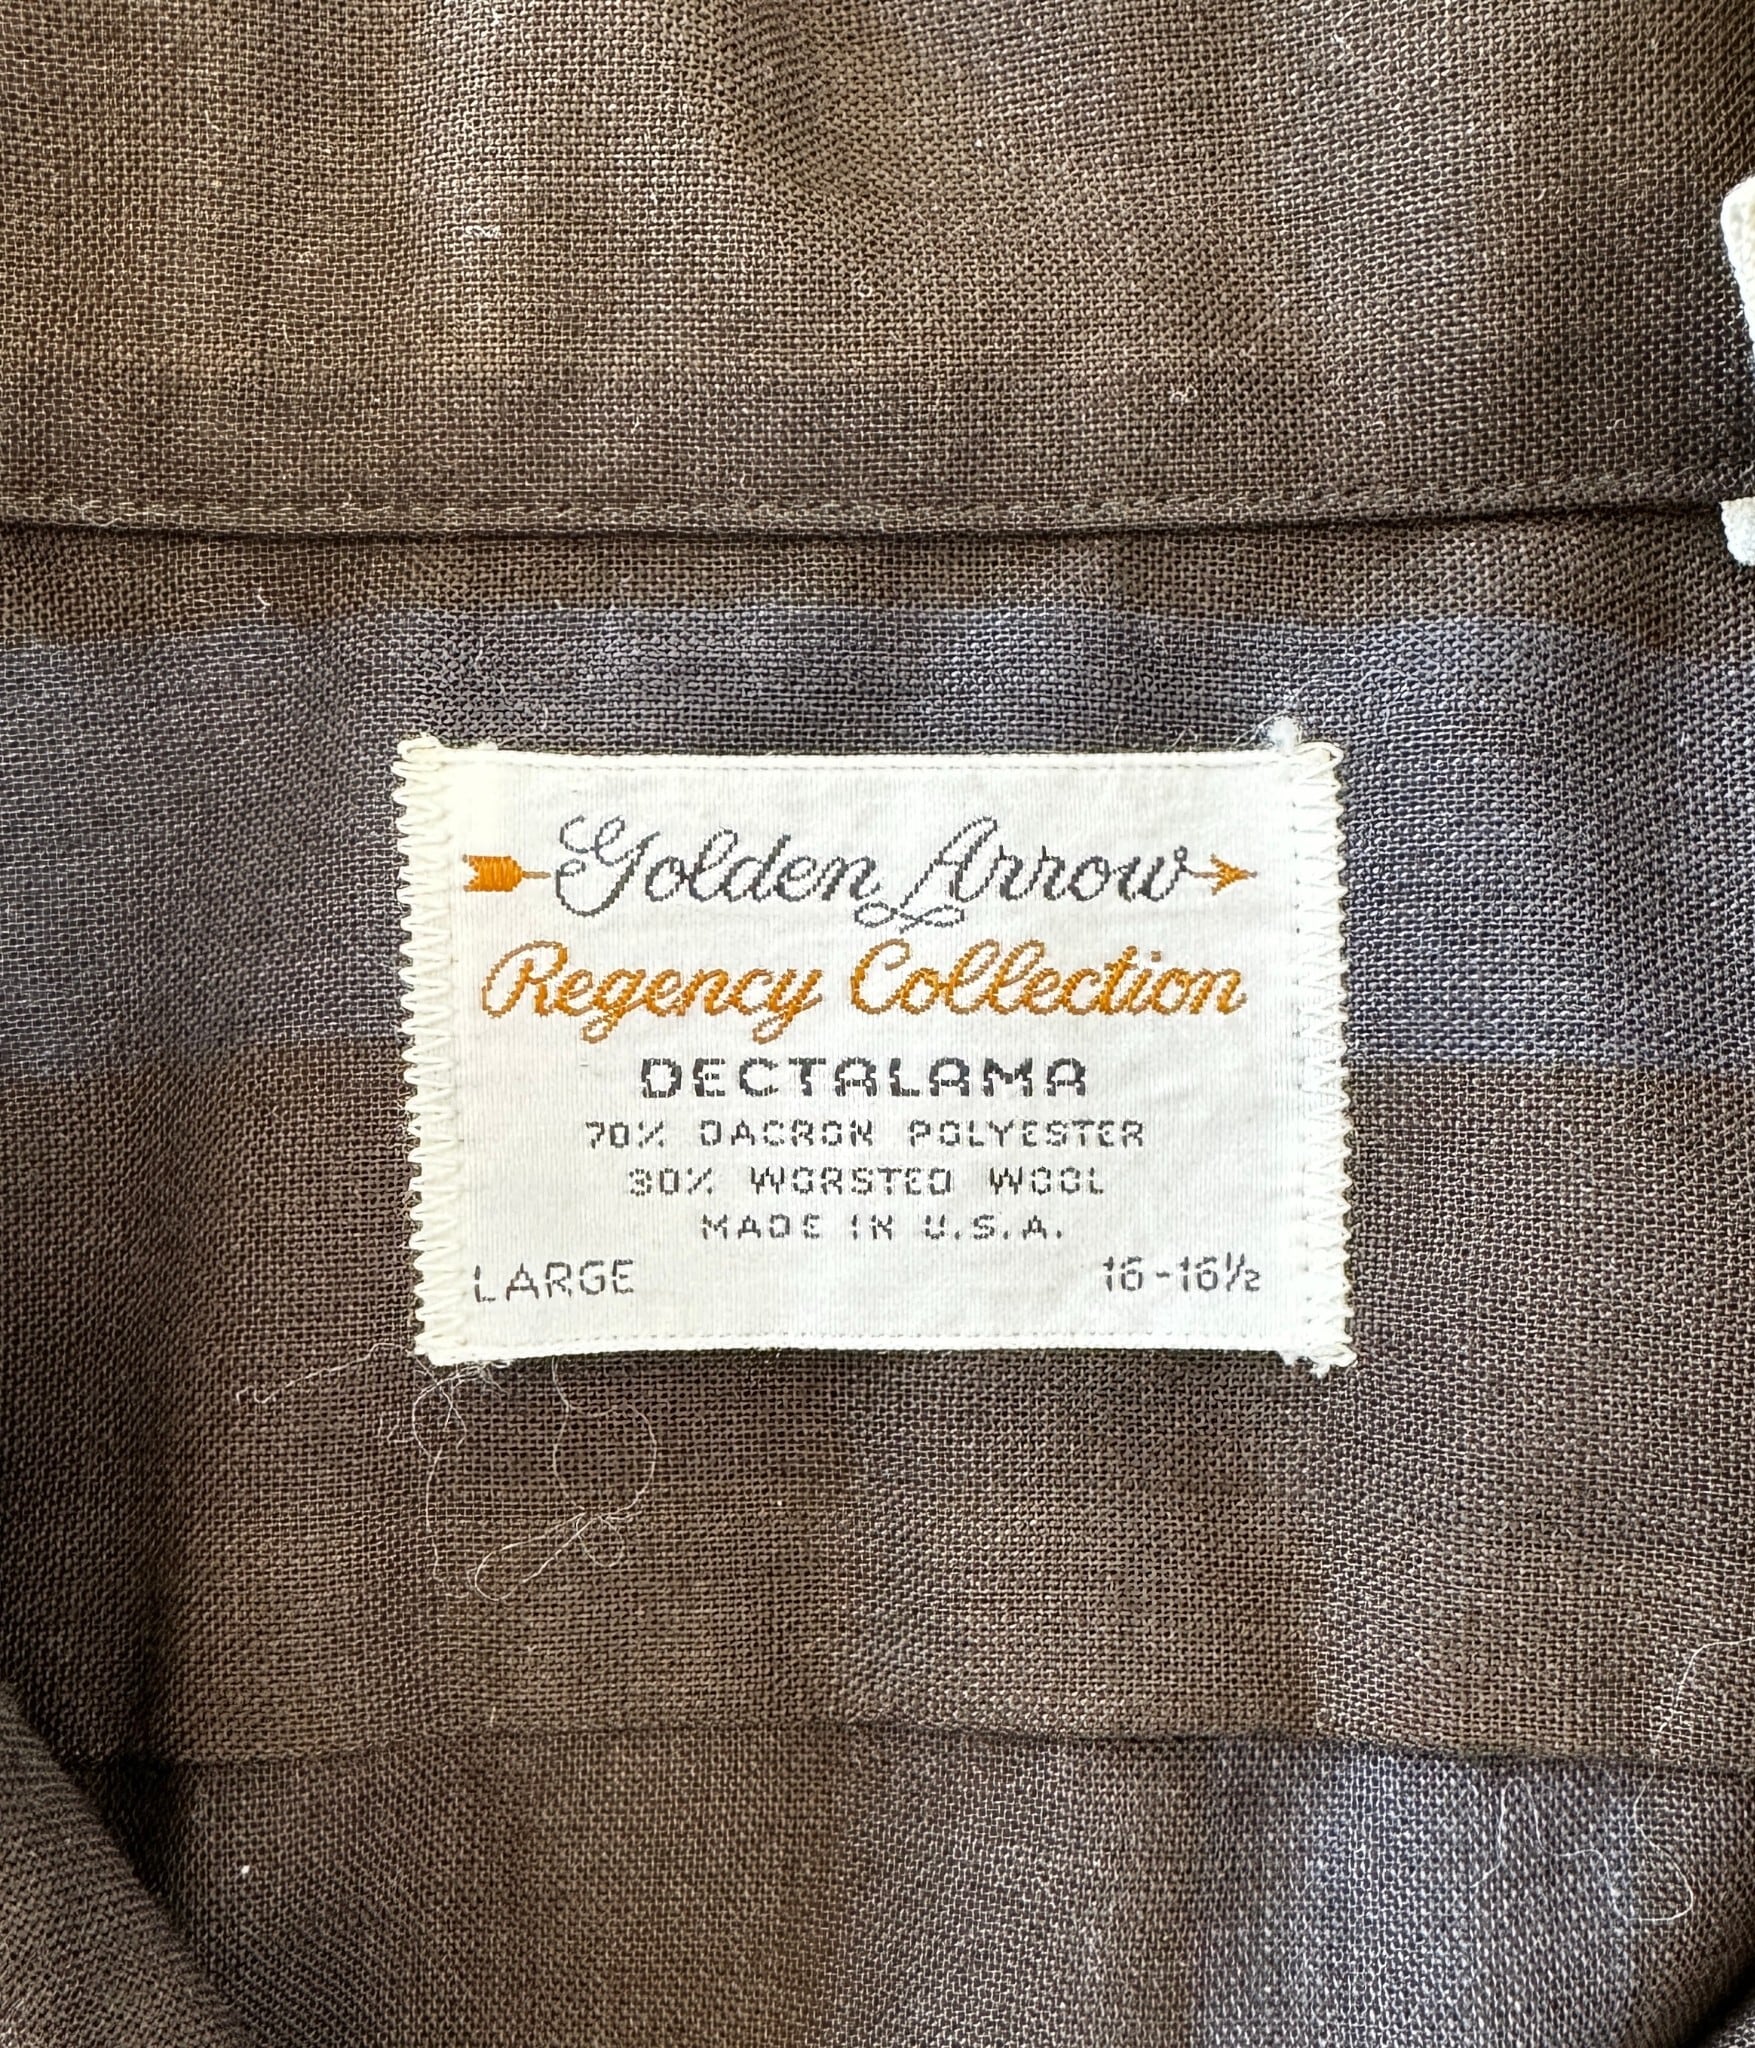 Golden Arrow
Regency Collection
DECTALAMA
70% DACRON POLYESTER
30% WORSTED WOOL
MADE IN U.S.A.
LARGE 16-16½